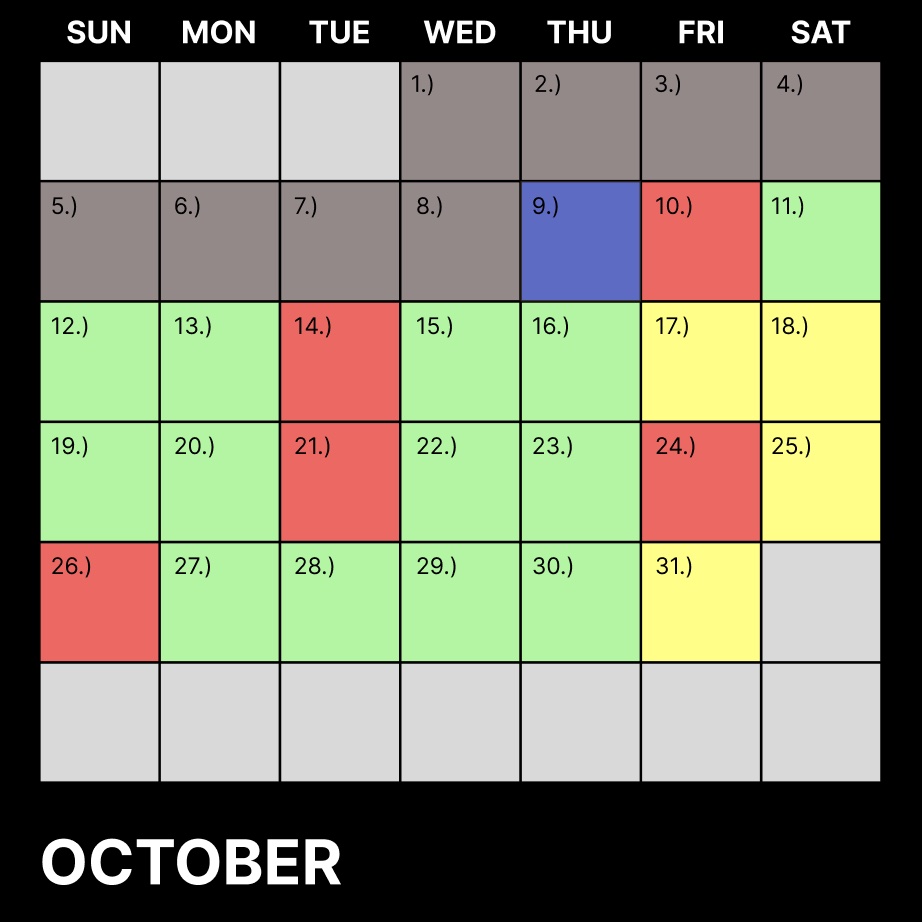 SUN MON TUE WED THU FRI SAT
1.) 2.) 3.) 4.)
5.) 6.) 7.) 8.) 9.) 10.) 11.)
12.) 13.) 14.) 15.) 16.) 17.) 18.)
19.) 20.) 21.) 22.) 23.) 24.) 25.)
26.) 27.) 28.) 29.) 30.) 31.)
OCTOBER